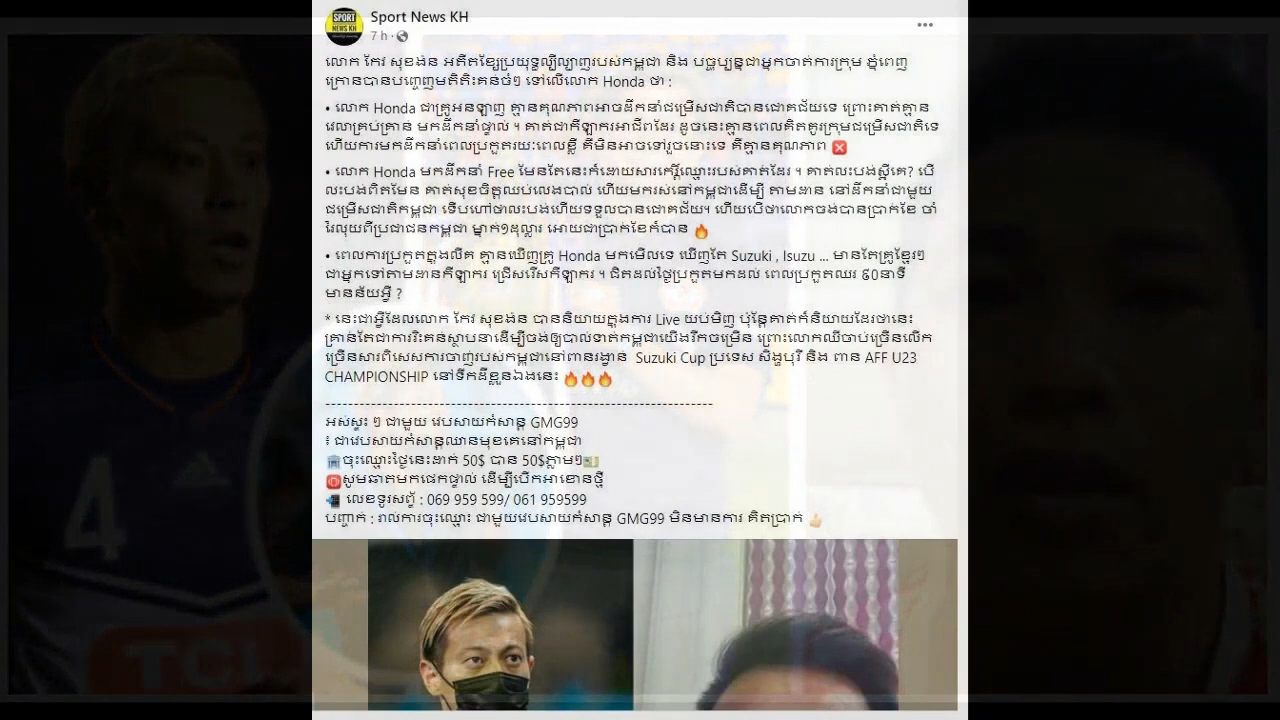 SPORT
NEWS KH
Sport News KH
7 h ·
លោក កែវ សុខង៉ន អតីតខ្សែប្រយុទ្ធល្បីល្បាញរបស់កម្ពុជា និង បច្ចុប្បន្នជាអ្នកចាត់ការក្រុម ភ្នំពេញ
ក្រោនបានបញ្ចេញមតិរិះគន់ចំៗ ទៅលើលោក Honda ថា :
• លោក Honda ជាគ្រូអនឡាញ គ្មានគុណភាពអាចដឹកនាំជម្រើសជាតិបានជោគជ័យទេ ព្រោះគាត់គ្មាន
វេលាគ្រប់គ្រាន់ មកដឹកនាំផ្ទាល់ ។ គាត់ជាកីឡាករអាជីពដែរ ដូចនេះគ្មានពេលគិតគូរក្រុមជម្រើសជាតិទេ
ហើយការមកដឹកនាំពេលប្រកួតរយៈពេលខ្លី គឺមិនអាចទៅរួចនោះទេ គឺគ្មានគុណភាព ❌
• លោក Honda មកដឹកនាំ Free មែនតែនេះកំដោយសារកេរ្តិ៍ឈ្មោះរបស់គាត់ដែរ ។ គាត់លះបង់ស្អីគេ? បើ
លះបង់ពិតមែន គាត់សុខចិត្តឈប់លេងបាល់ ហើយមករស់នៅកម្ពុជាដើម្បី តាមដាន នៅដឹកនាំជាមួយ
ជម្រើសជាតិកម្ពុជា ទើបហៅថាលះបង់ហើយទទួលបានជោគជ័យ។ ហើយបើថាលោកចង់បានប្រាក់ខែ ចាំ
រៃលុយពីប្រជាជនកម្ពុជា ម្នាក់១ដុល្លារ អោយជាប្រាក់ខែកំបាន 🔥
• ពេលការប្រកួតក្នុងលីគ គ្មានឃើញគ្រូ Honda មកមើលទេ ឃើញតែ Suzuki , Isuzu ... មានតែគ្រូខ្មែរៗ
ជាអ្នកទៅតាមដានកីឡាករ ជ្រើសរើសកីឡាករ ។ ជិតដល់ថ្ងៃប្រកួតមកដល់ ពេលប្រកួតឈរ ៩០នាទី
មានន័យអ្វី ?
* នេះជាអ្វីដែលលោក កែវ សុខង៉ន បាននិយាយក្នុងការ Live យប់មិញ ប៉ុន្តែគាត់កំនិយាយដែរថានេះ
គ្រាន់តែជាការរិះគន់ស្ថាបនាដើម្បីចង់ឲ្យបាល់ទាត់កម្ពុជាយើងរីកចម្រើន ព្រោះលោកឈឺចាប់ច្រើនលើក
ច្រើនសារពិសេសការចាញ់របស់កម្ពុជានៅពានរង្វាន់ Suzuki Cup ប្រទេស សិង្ហបុរី និង ពាន AFF U23
CHAMPIONSHIP នៅទឹកដីខ្លួនឯងនេះ 🔥🔥🔥
----------------------------------------------------------------
អស់ស្ទះ ៗ ជាមួយ វេបសាយកំសាន្ត GMG99
៖ ជាវេបសាយកំសាន្តឈានមុខគេនៅកម្ពុជា
🏦ចុះឈ្មោះថ្ងៃនេះដាក់ 50$ បាន 50$ភ្លាមៗ💵
សូមឆាតមកផេកផ្ទាល់ ដើម្បីបើកអាខោនថ្មី
📲 លេខទូរសព្ទ័ : 069 959 599/ 061 959599
បញ្ចាក់ : រាល់ការចុះឈ្មោះ ជាមួយវេបសាយកំសាន្ត GMG99 មិនមានការ គិតប្រាក់ 👍
4
TCL